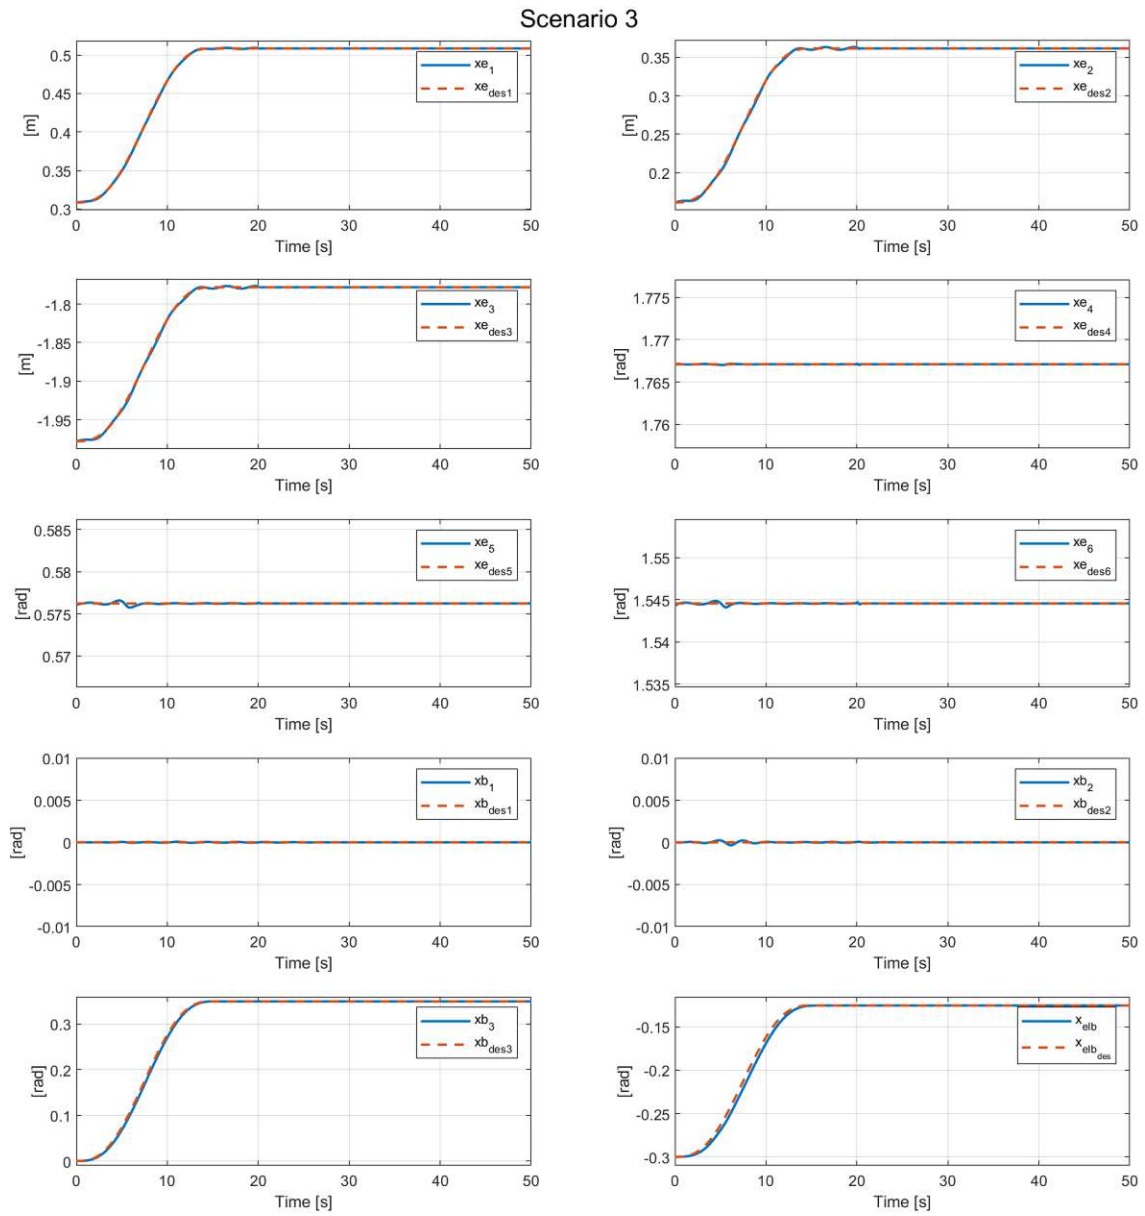 Scenario 3
0.5
0.45
0.4
0.35
0.3
[m]
xe1
xedes1
0 10 20 30 40 50
Time [s]
0.35
0.3
0.25
0.2
[m]
xe2
xedes2
0 10 20 30 40 50
Time [s]
-1.8
-1.85
-1.9
-1.95
[m]
xe3
xedes3
0 10 20 30 40 50
Time [s]
1.775
1.77
1.765
1.76
[rad]
xe4
xedes4
0 10 20 30 40 50
Time [s]
0.585
0.58
0.575
0.57
[rad]
xe5
xedes5
0 10 20 30 40 50
Time [s]
1.55
1.545
1.54
1.535
[rad]
xe6
xedes6
0 10 20 30 40 50
Time [s]
0.01
0.005
0
-0.005
-0.01
[rad]
xb1
xbdes1
0 10 20 30 40 50
Time [s]
0.01
0.005
0
-0.005
-0.01
[rad]
xb2
xbdes2
0 10 20 30 40 50
Time [s]
0.3
0.2
0.1
0
[rad]
xb3
xbdes3
0 10 20 30 40 50
Time [s]
-0.15
-0.2
-0.25
-0.3
[rad]
xelb
xelbdes
0 10 20 30 40 50
Time [s]